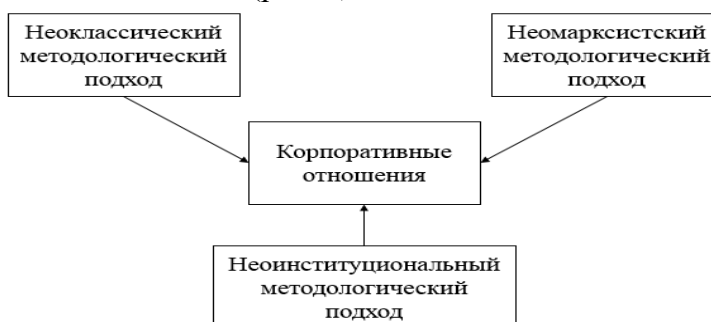 Неоклассический
методологический
подход
Неомарксистский
методологический
подход
Корпоративные
отношения
Неоинституциональный
методологический
подход